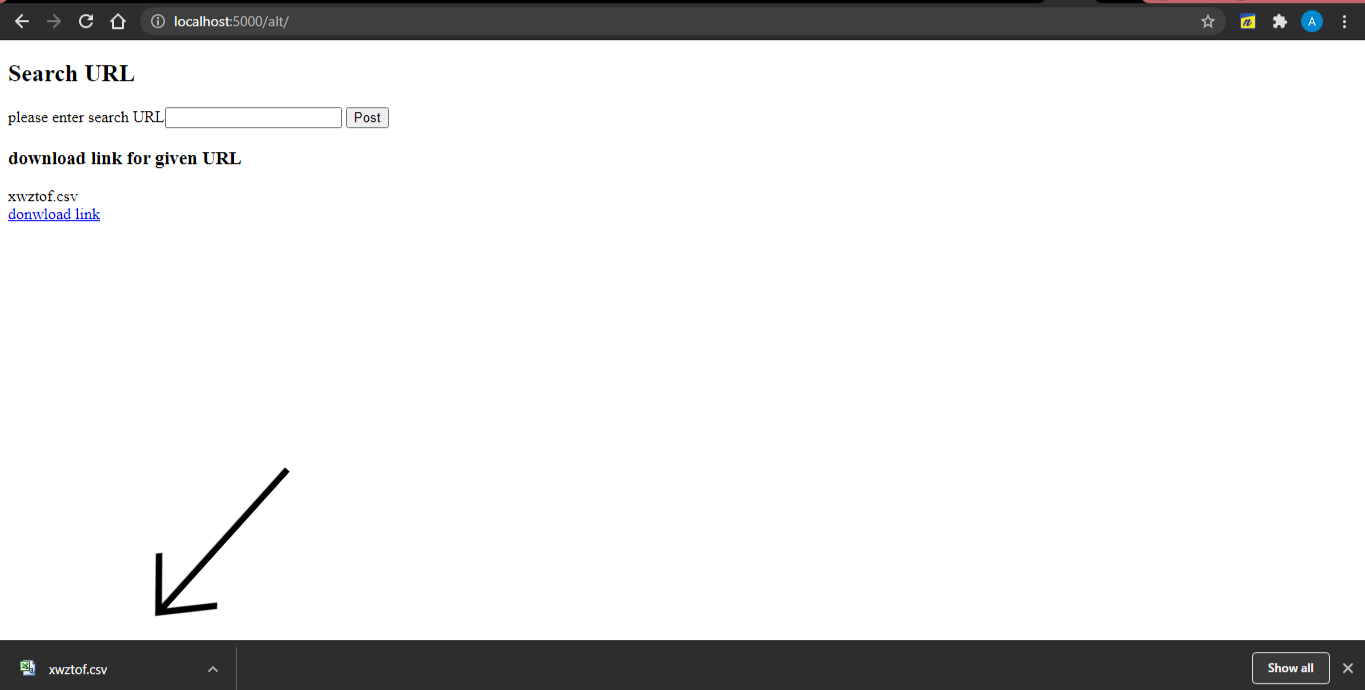 localhost:5000/alt/
A
Search URL
please enter search URL Post
download link for given URL
xwztof.csv
donwload link
xwztof.csv Show all